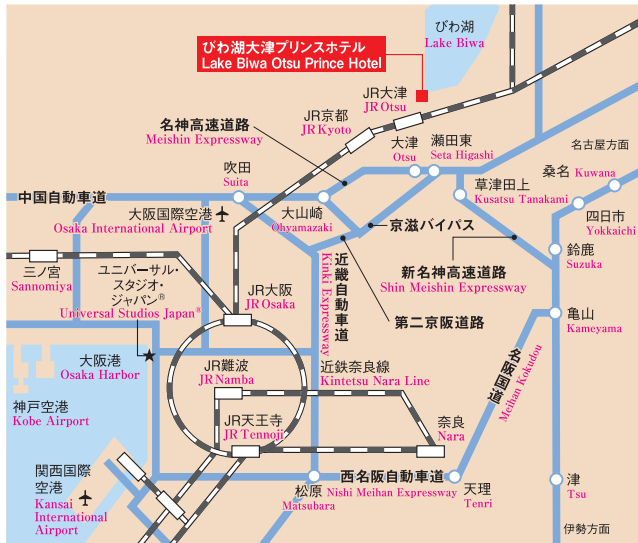 びわ湖
Lake Biwa
びわ湖大津プリンスホテル
Lake Biwa Otsu Prince Hotel
JR大津
JR Otsu
JR京都
JR Kyoto
名神高速道路
Meishin Expressway
大津
Otsu
瀬田東
Seta Higashi
名古屋方面
桑名
Kuwana
吹田
Suita
草津田上
Kusatsu Tanakami
四日市
Yokkaichi
中国自動車道
大阪国際空港
Osaka International Airport
大山崎
Ohyamazaki
京滋バイパス
鈴鹿
Suzuka
三ノ宮
Sannomiya
ユニバーサル・
スタジオ・
ジャパン®
Universal Studios Japan®
JR大阪
JR Osaka
近畿自動車道
Kinki Expressway
新名神高速道路
Shin Meishin Expressway
第二京阪道路
亀山
Kameyama
大阪港
Osaka Harbor
JR難波
JR Namba
近鉄奈良線
Kintetsu Nara Line
名阪国道
Meihan Kokudou
神戸空港
Kobe Airport
JR天王寺
JR Tennoji
奈良
Nara
関西国際
空港
Kansai
International
Airport
松原
Matsubara
西名阪自動車道
Nishi Meihan Expressway
天理
Tenri
津
Tsu
伊勢方面